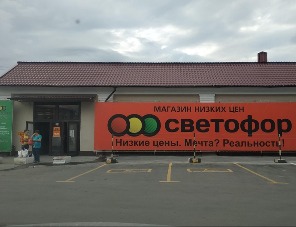 МАГАЗИН НИЗКИХ ЦЕН
светофор
Низкие цены. Мечта? Реальность!